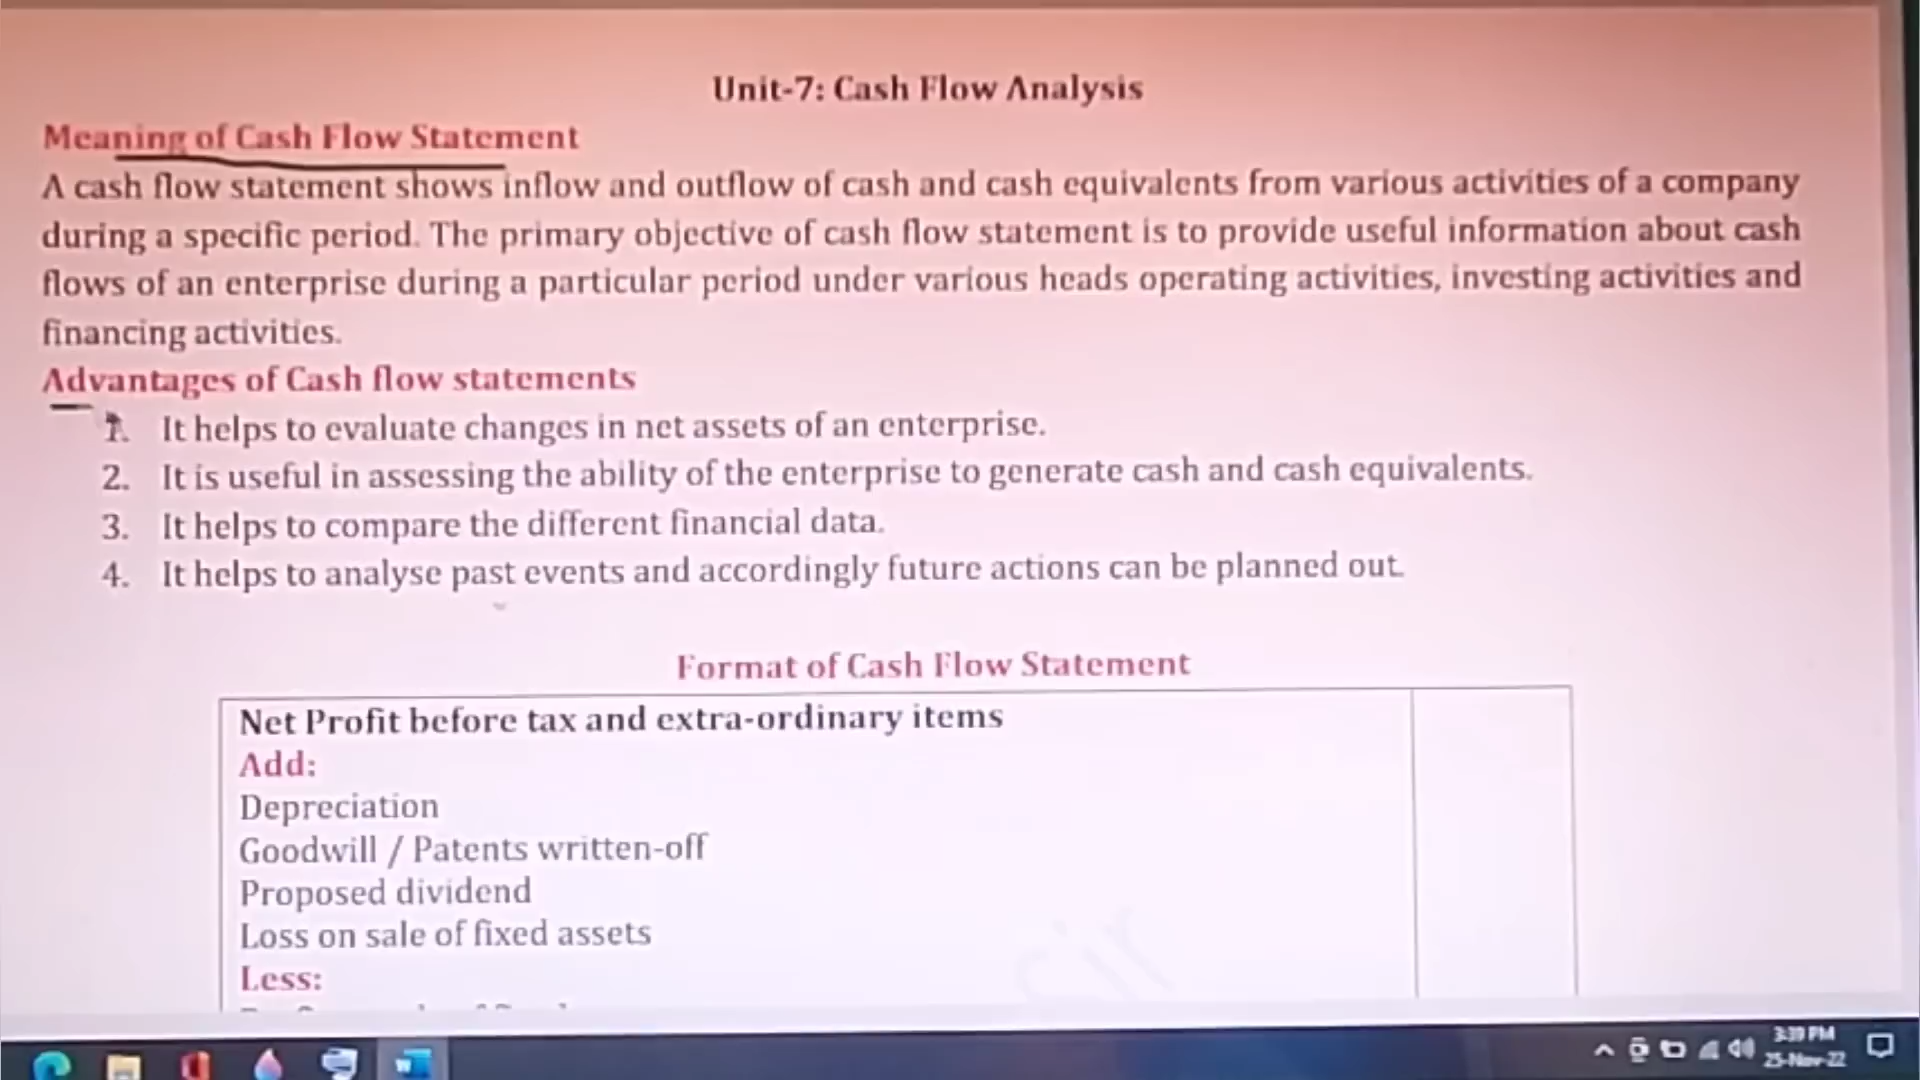 Unit-7: Cash Flow Analysis
Meaning of Cash Flow Statement
A cash flow statement shows inflow and outflow of cash and cash equivalents from various activities of a company
during a specific period. The primary objective of cash flow statement is to provide useful information about cash
flows of an enterprise during a particular period under various heads operating activities, investing activities and
financing activities.
Advantages of Cash flow statements
1. It helps to evaluate changes in net assets of an enterprise.
2. It is useful in assessing the ability of the enterprise to generate cash and cash equivalents.
3. It helps to compare the different financial data.
4. It helps to analyse past events and accordingly future actions can be planned out.
Format of Cash Flow Statement
Net Profit before tax and extra-ordinary items
Add:
Depreciation
Goodwill / Patents written-off
Proposed dividend
Loss on sale of fixed assets
Less:
3:39 PM
25-Nov-22